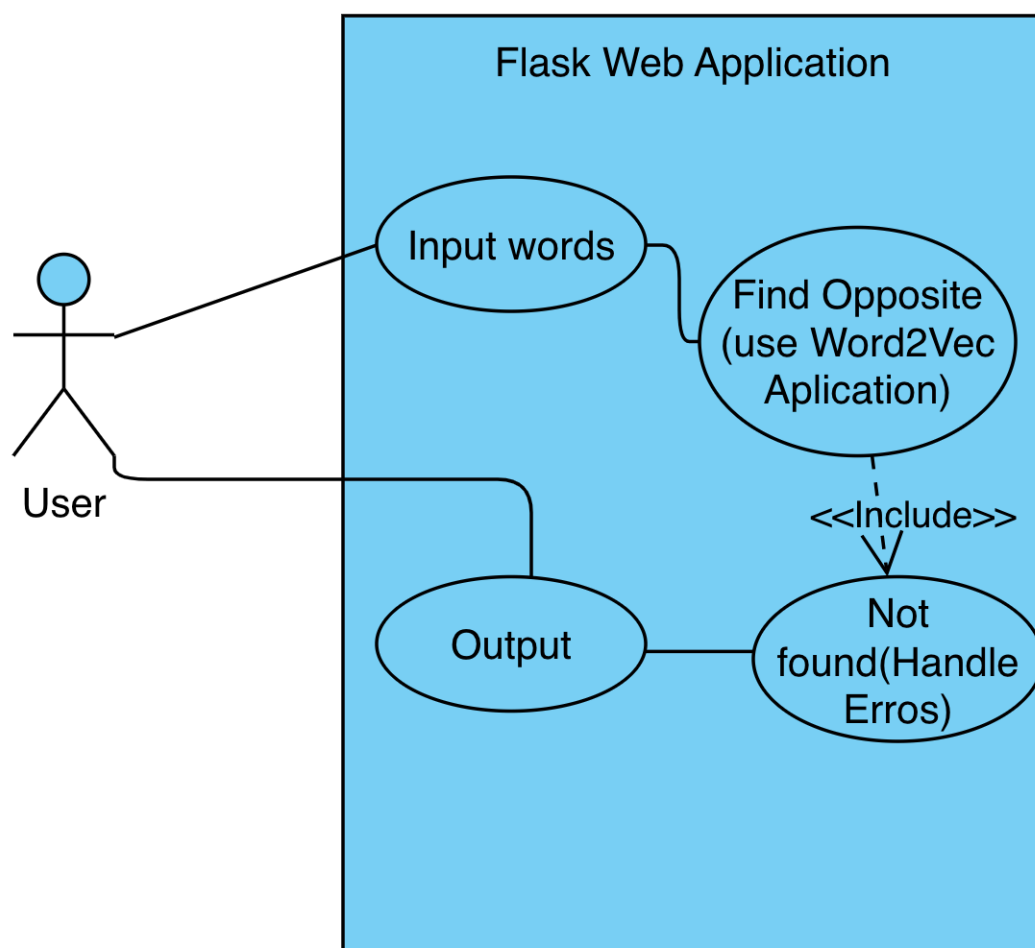 Flask Web Application
Input words
Find Opposite
(use Word2Vec
Aplication)
User
<<Include>>
Output
Not
found(Handle
Erros)